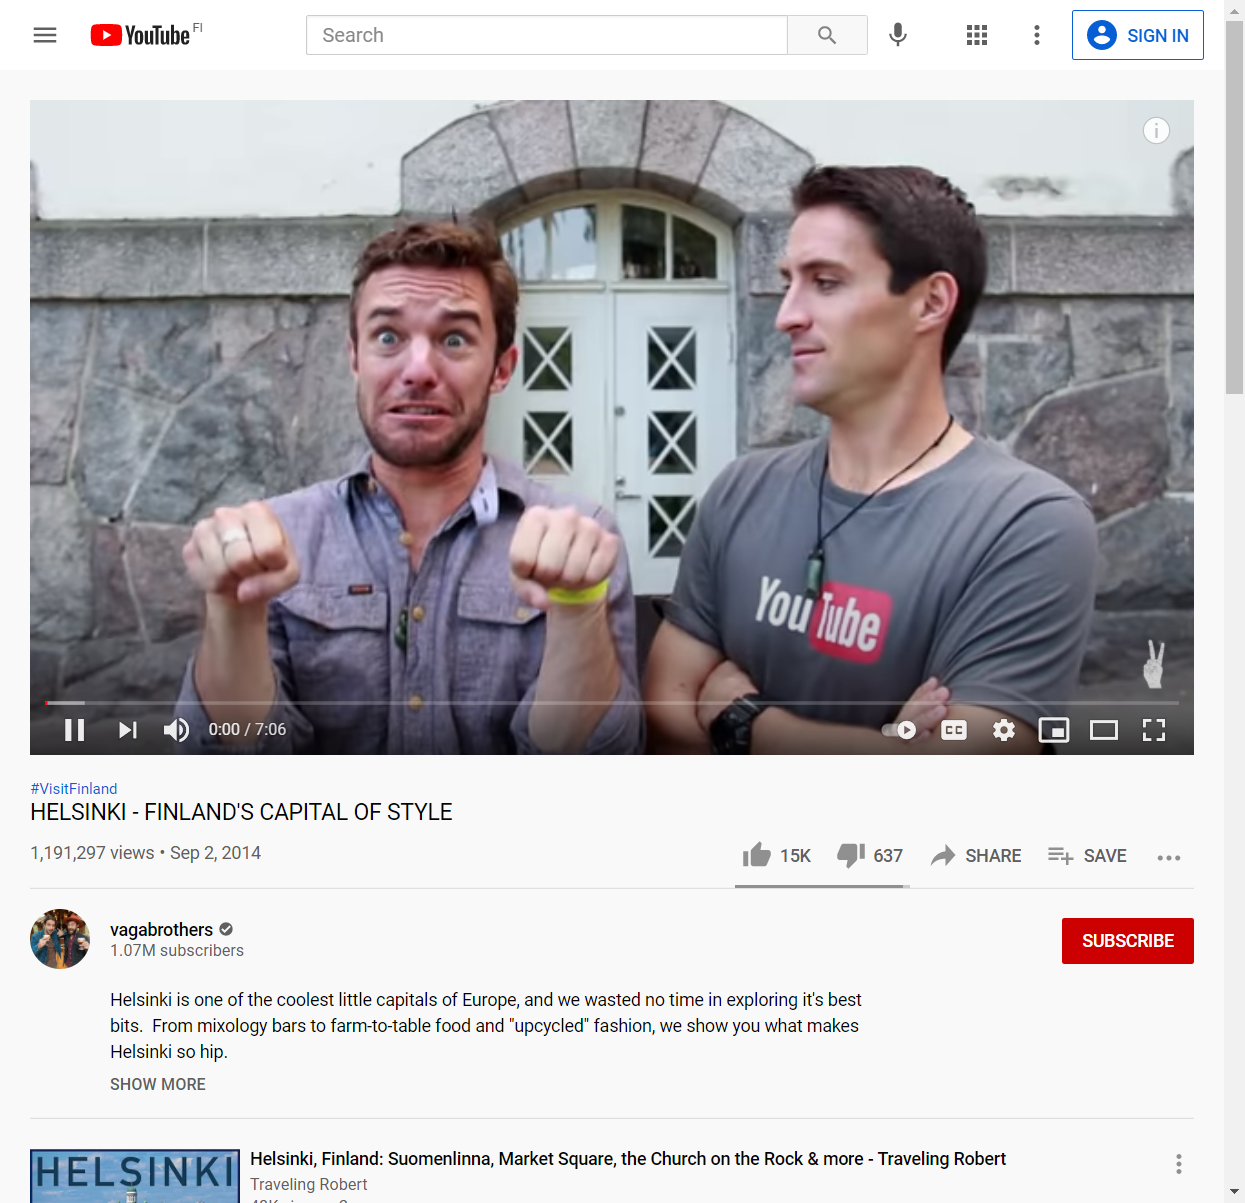 YouTube FI
Search
SIGN IN
i
You Tube
0:00 / 7:06
CC
#VisitFinland
HELSINKI - FINLAND'S CAPITAL OF STYLE
1,191,297 views • Sep 2, 2014
15K
637
SHARE
SAVE
vagabrothers
1.07M subscribers
SUBSCRIBE
Helsinki is one of the coolest little capitals of Europe, and we wasted no time in exploring it's best
bits.  From mixology bars to farm-to-table food and "upcycled" fashion, we show you what makes
Helsinki so hip.
SHOW MORE
HELSINKI
Helsinki, Finland: Suomenlinna, Market Square, the Church on the Rock & more - Traveling Robert
Traveling Robert